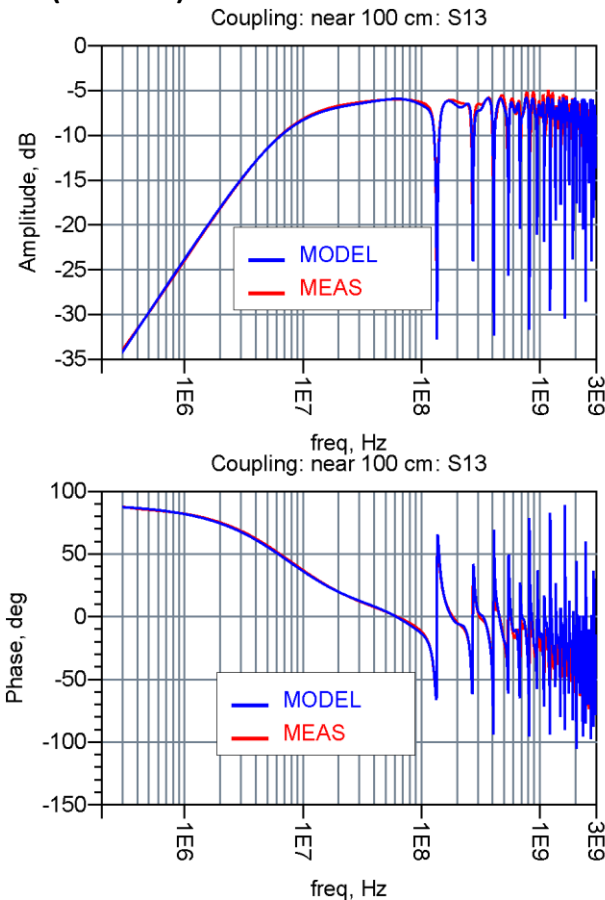 Coupling: near 100 cm: S13
0
-5
-10
-15
-20
-25
-30
-35
Amplitude, dB
MODEL
MEAS
1E6
1E7
1E8
1E9
3E9
freq, Hz
Coupling: near 100 cm: S13
100
50
0
-50
-100
-150
Phase, deg
MODEL
MEAS
1E6
1E7
1E8
1E9
3E9
freq, Hz